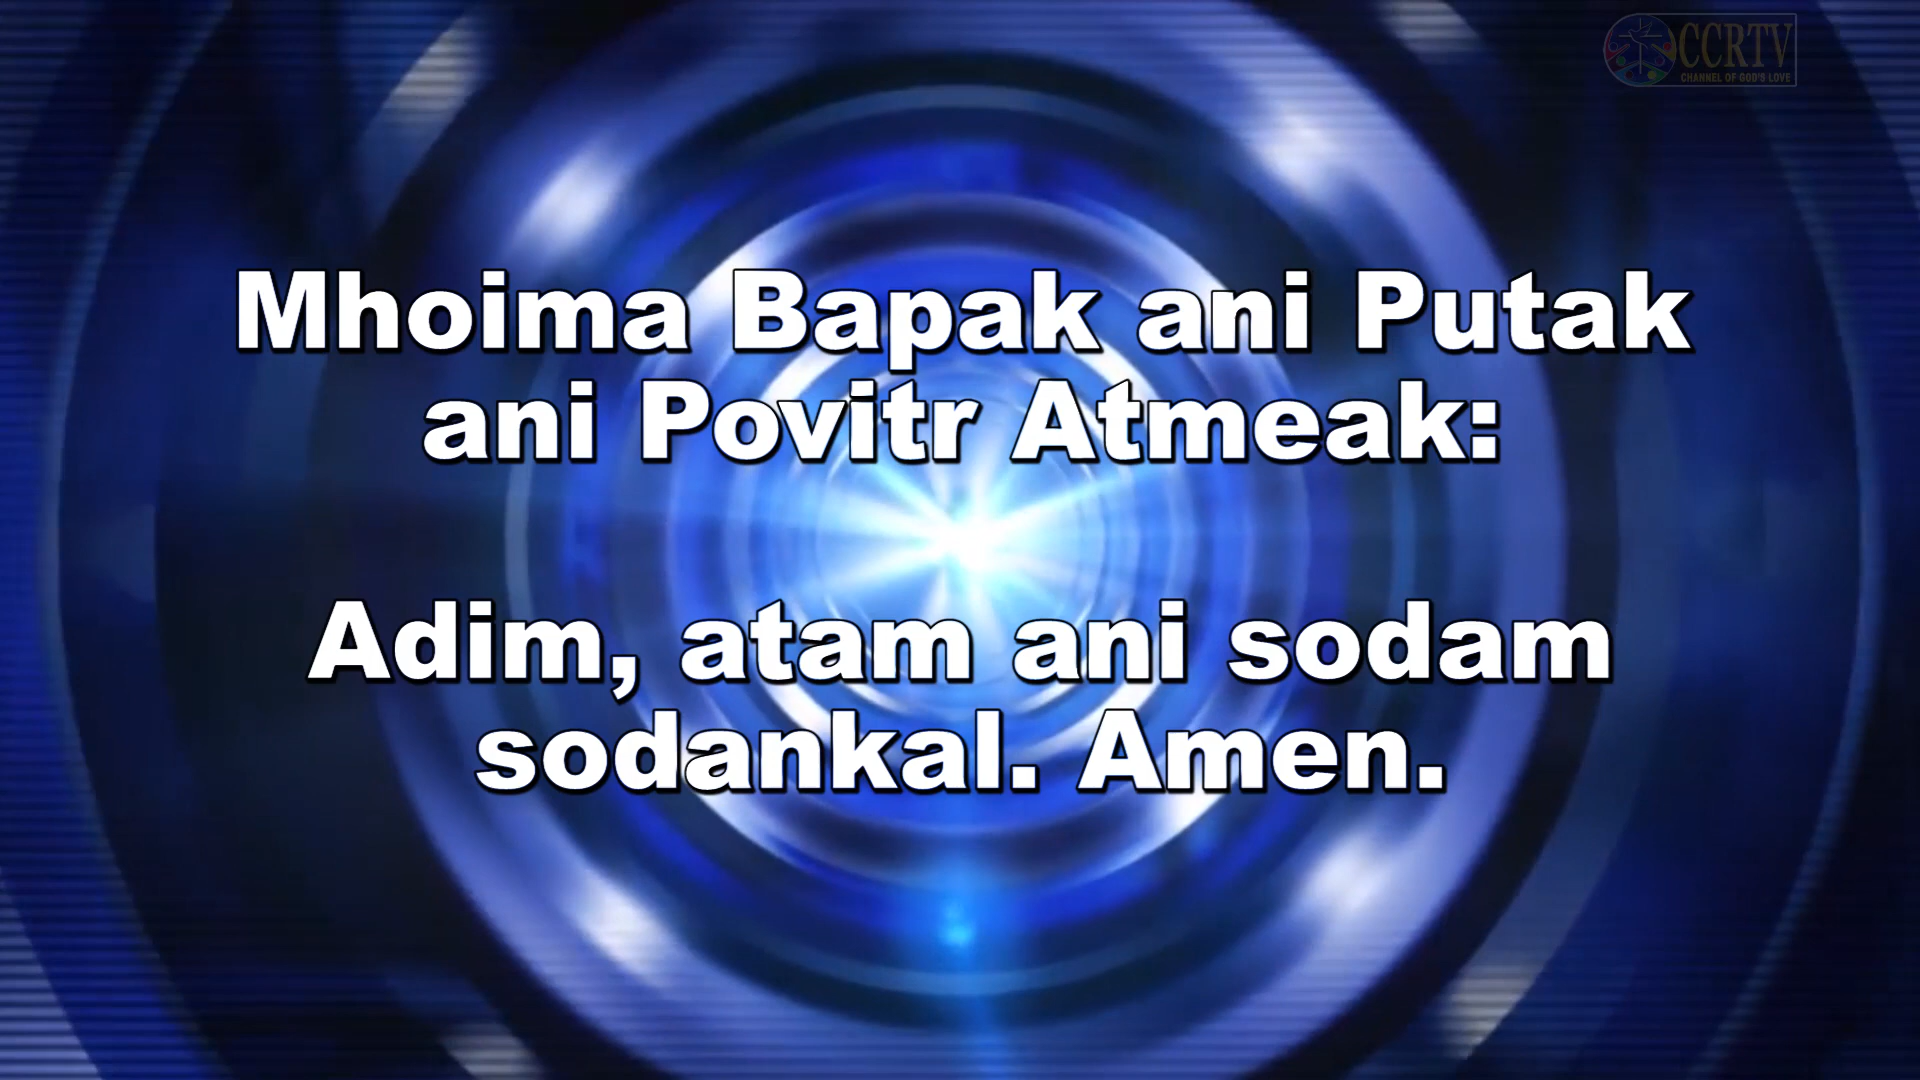 CCRTV
CHANNEL OF GOD'S LOVE
Mhoima Bapak ani Putak
ani Povitr Atmeak:
Adim, atam ani sodam
sodankal. Amen.